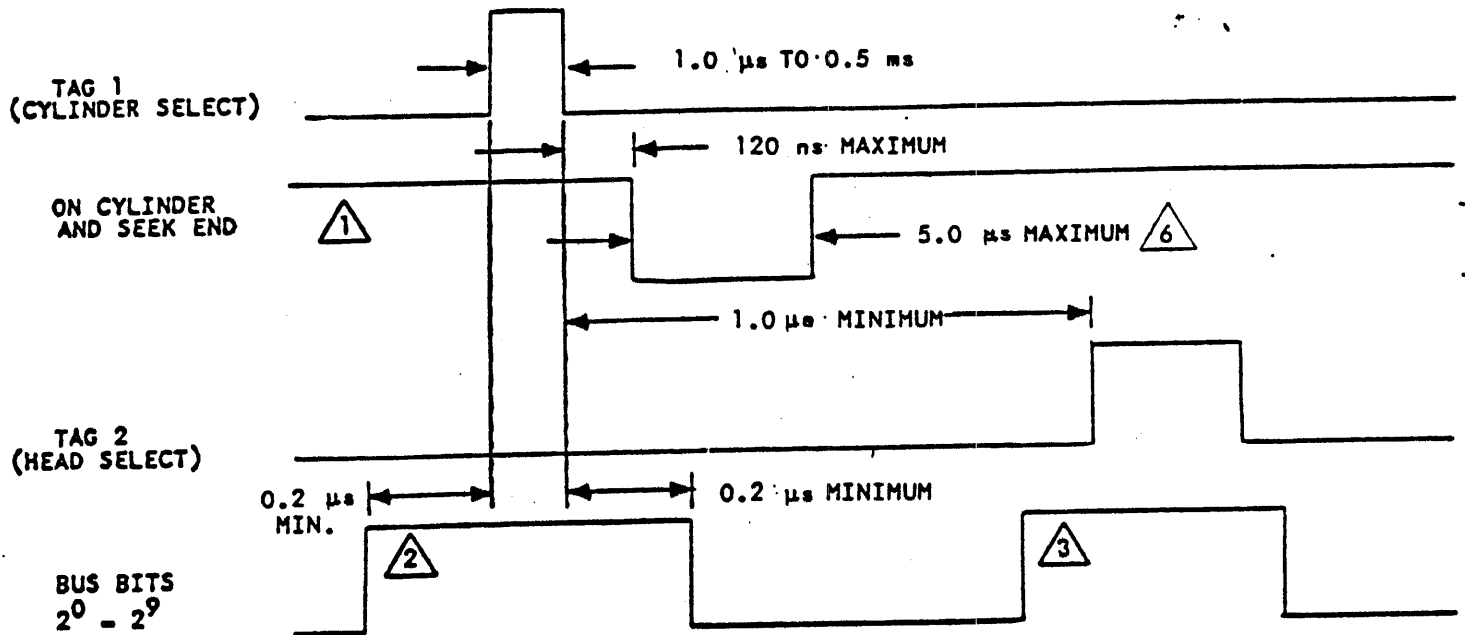 TAG 1
(CYLINDER SELECT)
1.0 µs TO 0.5 ms
120 ns MAXIMUM
ON CYLINDER
AND SEEK END
1
5.0 µs MAXIMUM
6
1.0 µs MINIMUM
TAG 2
(HEAD SELECT)
0.2 µs
MIN.
0.2 µs MINIMUM
2
3
BUS BITS
2⁰ - 2⁹